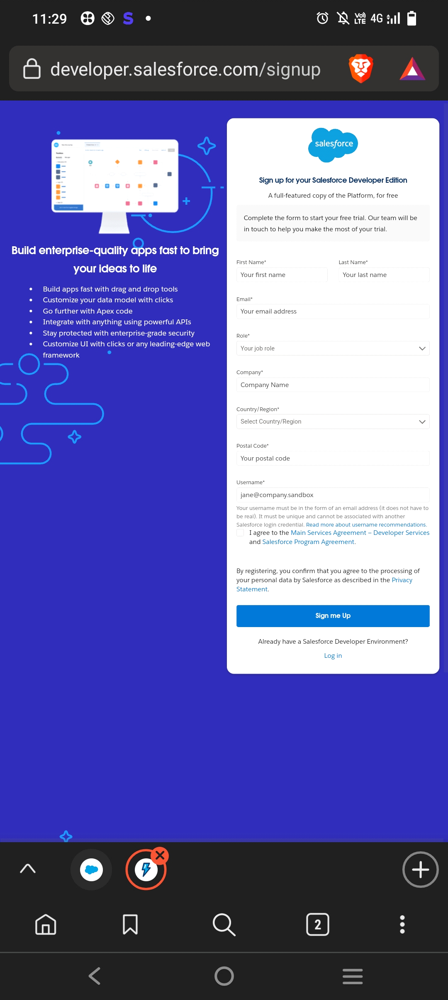 11:29
Vo)) LTE 4G
developer.salesforce.com/signup
Build enterprise-quality apps fast to bring
your ideas to life
• Build apps fast with drag and drop tools
• Customize your data model with clicks
• Go further with Apex code
• Integrate with anything using powerful APIs
• Stay protected with enterprise-grade security
• Customize UI with clicks or any leading-edge web
framework
salesforce
Sign up for your Salesforce Developer Edition
A full-featured copy of the Platform, for free
Complete the form to start your free trial. Our team will be
in touch to help you make the most of your trial.
First Name* Last Name*
Your first name Your last name
Email*
Your email address
Role*
Your job role
Company*
Company Name
Country/Region*
Select Country/Region
Postal Code*
Your postal code
Username*
jane@company.sandbox
Your username must be in the form of an email address (it does not have to
be real). It must be unique and cannot be associated with another
Salesforce login credential. Read more about username recommendations.
I agree to the Main Services Agreement – Developer Services
and Salesforce Program Agreement.
By registering, you confirm that you agree to the processing of
your personal data by Salesforce as described in the Privacy
Statement.
Sign me Up
Already have a Salesforce Developer Environment?
Log in
2